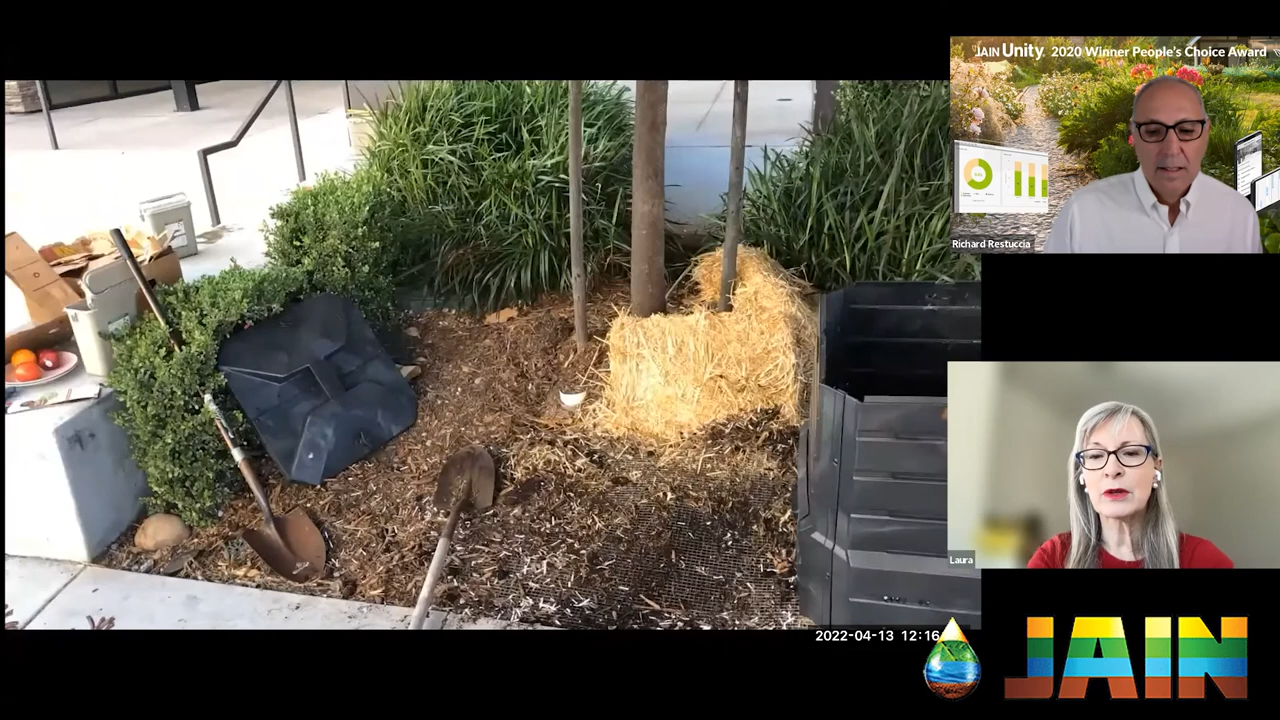 JAIN Unity. 2020 Winner People's Choice Award
Richard Restuccia
Laura
2022-04-13 12:16
JAIN